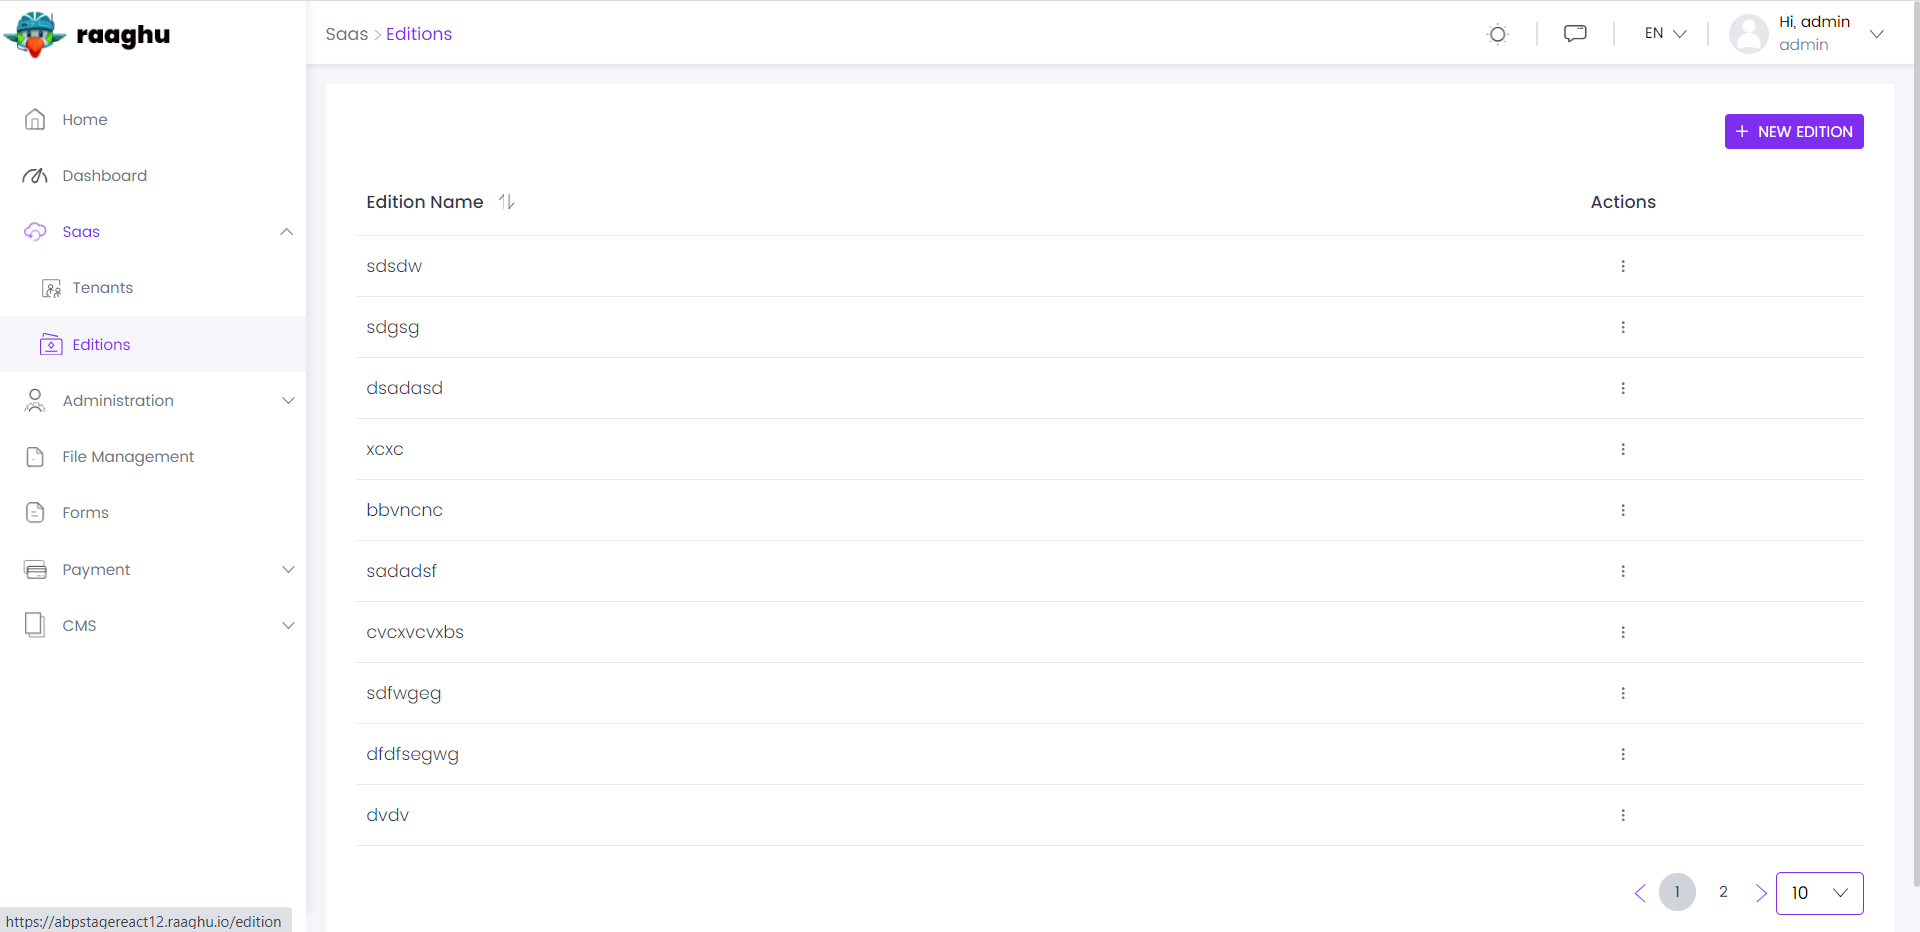 raaghu
Saas > Editions
EN
Hi, admin
admin
Home
Dashboard
Saas
Tenants
Editions
Administration
File Management
Forms
Payment
CMS
+ NEW EDITION
Edition Name
Actions
sdsdw
sdgsg
dsadasd
xcxc
bbvncnc
sadadsf
cvcxvcvxbs
sdfwgeg
dfdfsegwg
dvdv
1
2
10
https://abpstagereact12.raaghu.io/edition